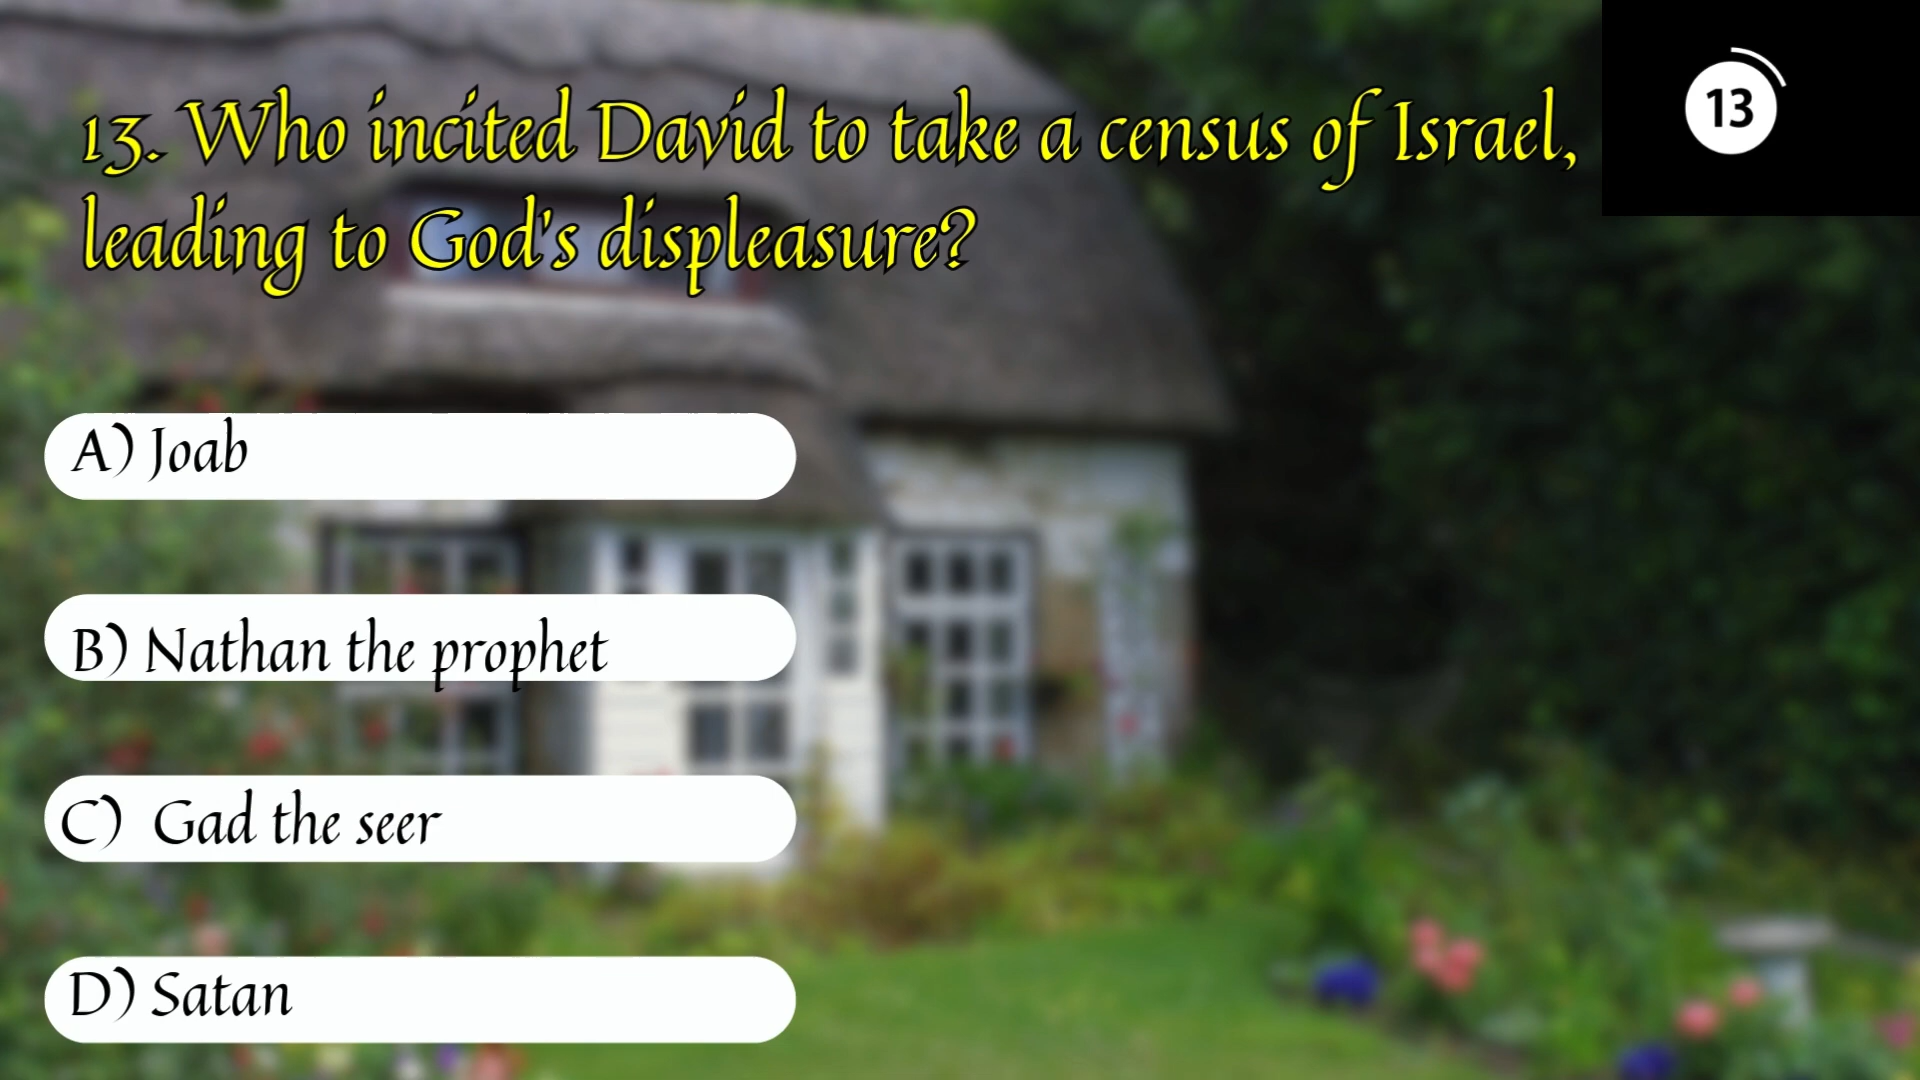 13. Who incited David to take a census of Israel,
leading to God's displeasure?
13
A) Joab
B) Nathan the prophet
C) Gad the seer
D) Satan